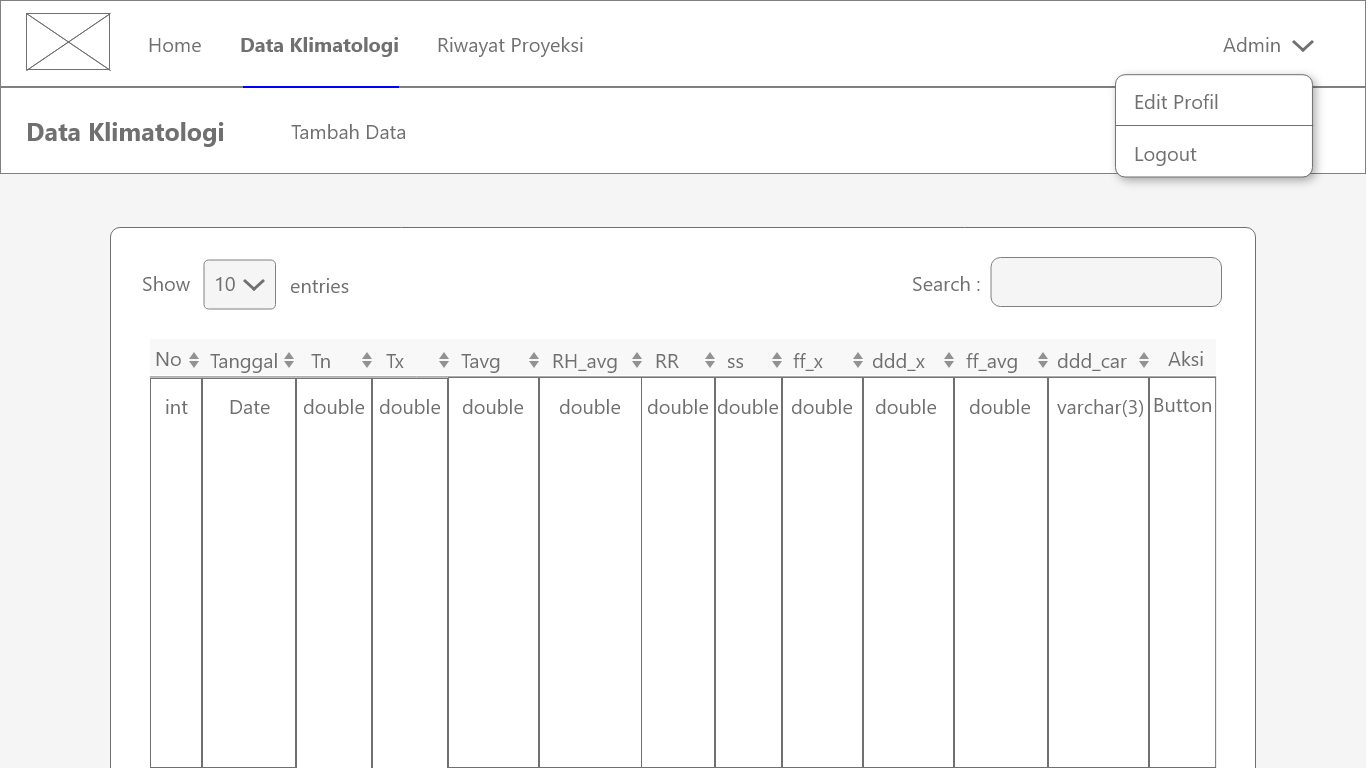 Home Data Klimatologi Riwayat Proyeksi Admin
Edit Profil
Data Klimatologi Tambah Data
Logout
Show 10 entries Search :
No Tanggal Tn Tx Tavg RH_avg RR ss ff_x ddd_x ff_avg ddd_car Aksi
int Date double double double double double double double double double varchar(3) Button